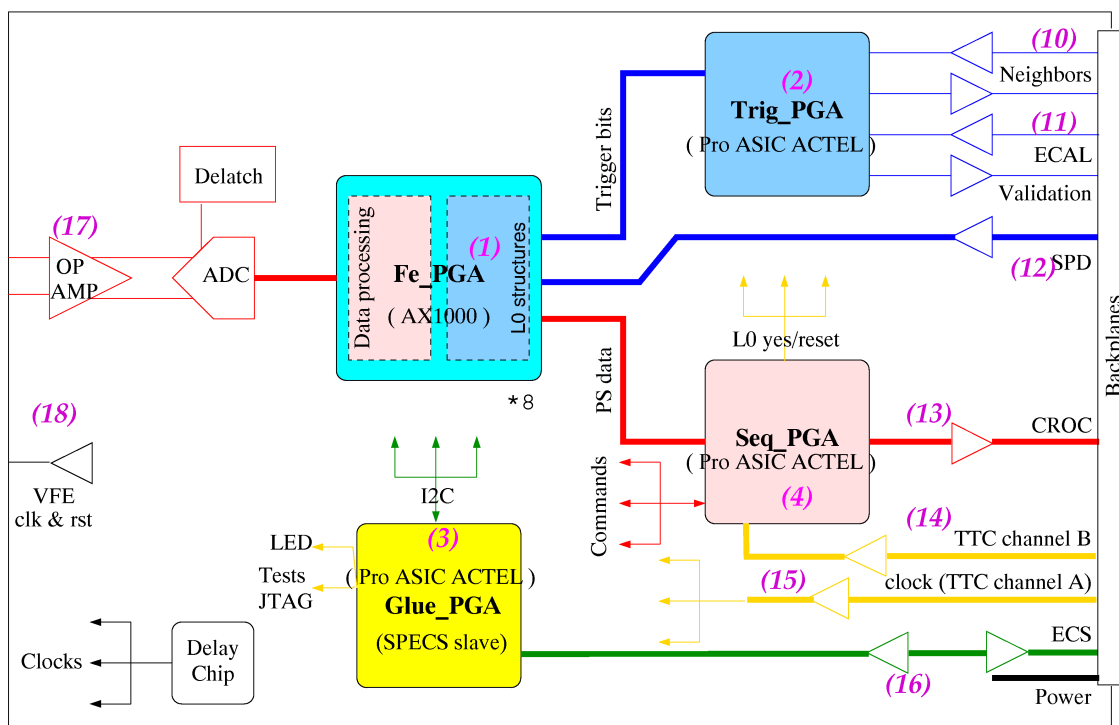 (10)
Neighbors
(2)
Trig_PGA
( Pro ASIC ACTEL )
(11)
ECAL
Validation
Trigger bits
Delatch
(17)
OP
AMP
ADC
Data processing
(1)
Fe_PGA
( AX1000 )
L0 structures
*8
(12)
SPD
Backplanes
L0 yes/reset
PS data
(18)
VFE
clk & rst
Seq_PGA
( Pro ASIC ACTEL )
(4)
(13)
CROC
Commands
I2C
(3)
( Pro ASIC ACTEL )
Glue_PGA
(SPECS slave)
LED
Tests
JTAG
(14)
TTC channel B
(15)
clock (TTC channel A)
ECS
(16)
Power
Clocks
Delay
Chip